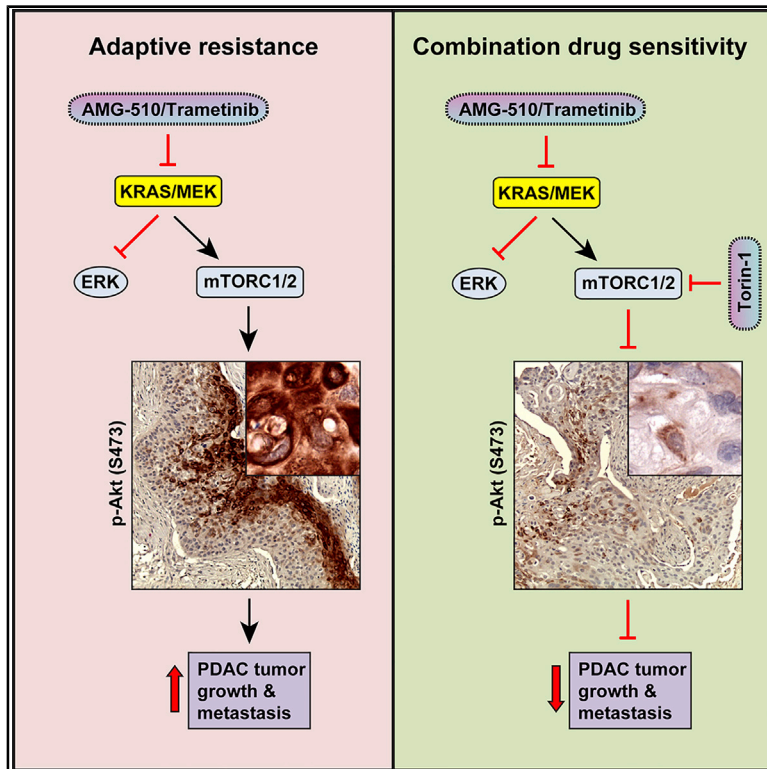 Adaptive resistance
AMG-510/Trametinib
KRAS/MEK
ERK
mTORC1/2
p-Akt (S473)
PDAC tumor
growth &
metastasis
Combination drug sensitivity
AMG-510/Trametinib
KRAS/MEK
ERK
mTORC1/2
Torin-1
p-Akt (S473)
PDAC tumor
growth &
metastasis